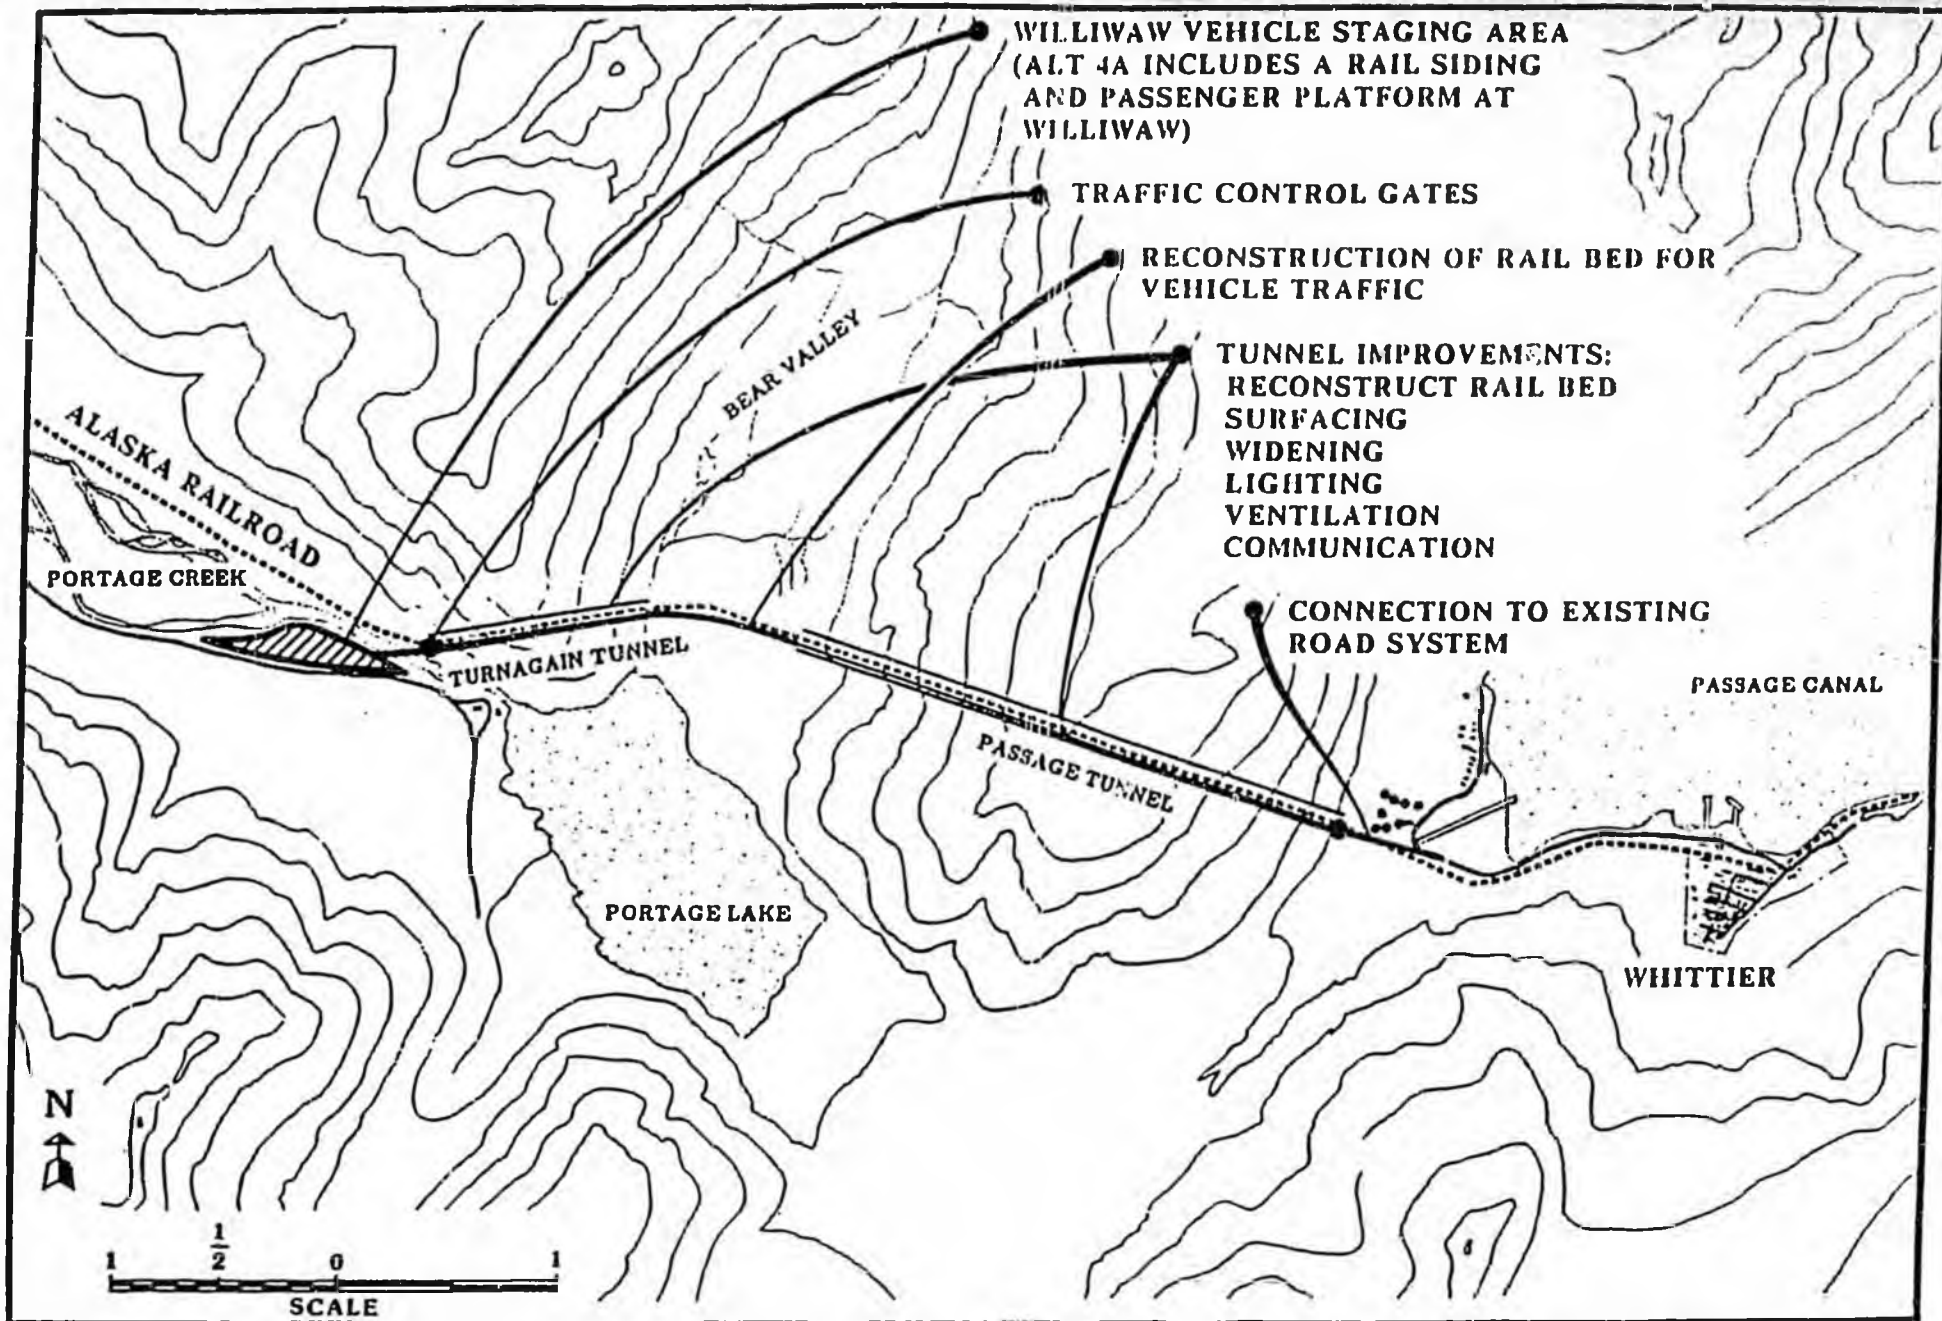 WILLIWAW VEHICLE STAGING AREA
(ALT 4A INCLUDES A RAIL SIDING
AND PASSENGER PLATFORM AT
WILLIWAW)
TRAFFIC CONTROL GATES
RECONSTRUCTION OF RAIL BED FOR
VEHICLE TRAFFIC
TUNNEL IMPROVEMENTS:
RECONSTRUCT RAIL BED
SURFACING
WIDENING
LIGHTING
VENTILATION
COMMUNICATION
CONNECTION TO EXISTING
ROAD SYSTEM
BEAR VALLEY
ALASKA RAILROAD
PORTAGE CREEK
TURNAGAIN TUNNEL
PASSAGE CANAL
PASSAGE TUNNEL
PORTAGE LAKE
WHITTIER
N
1 1/2 0 1
SCALE